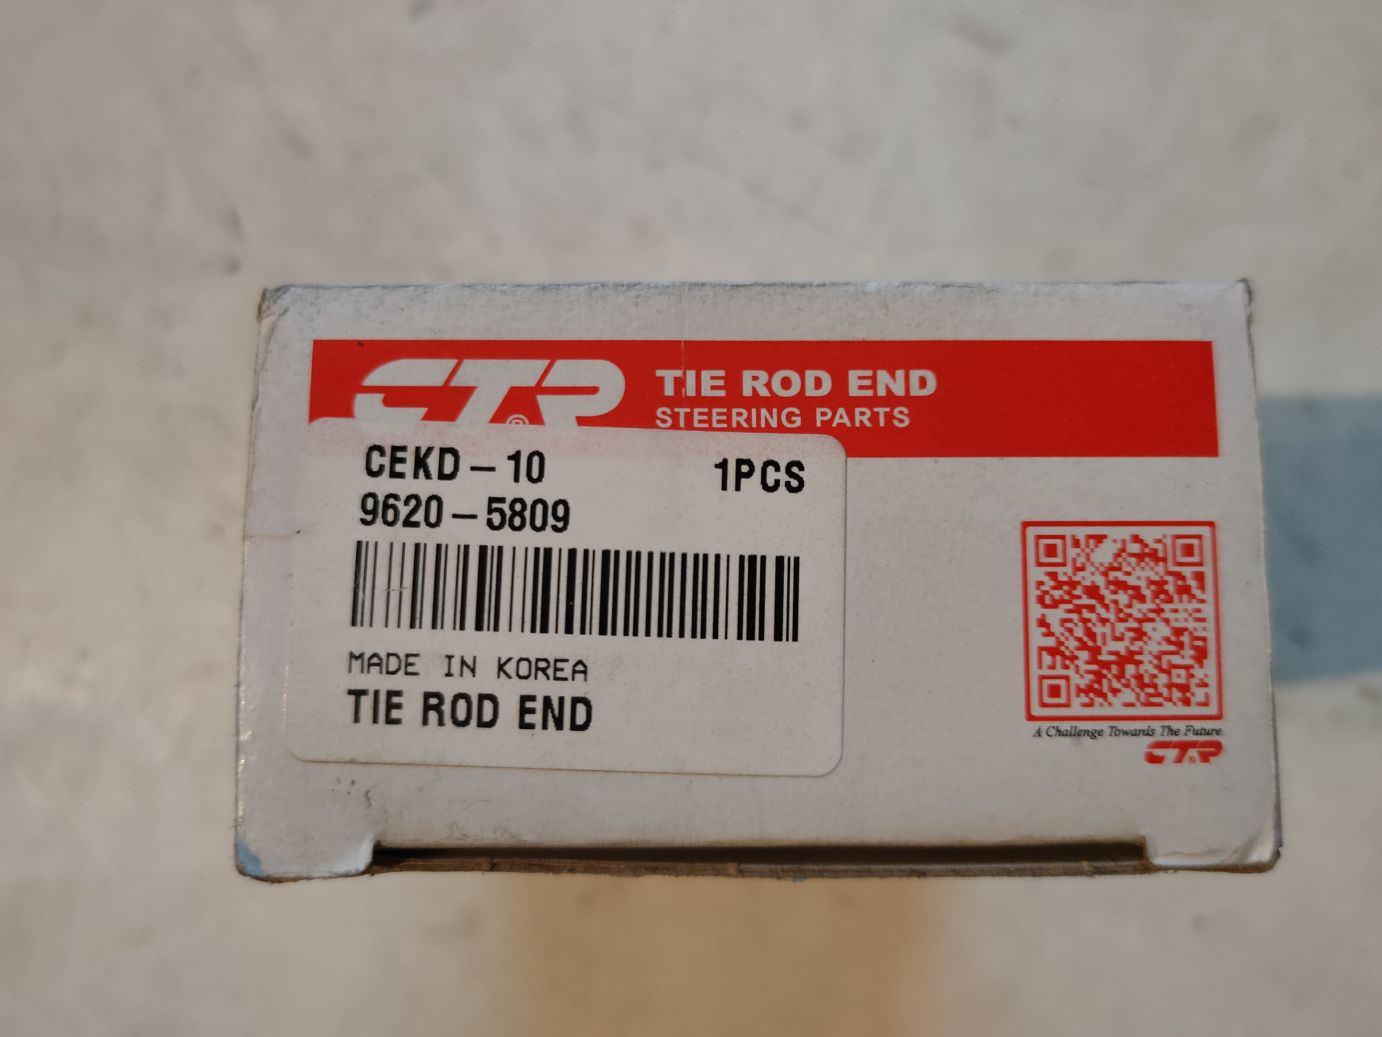 CTR® TIE ROD END
STEERING PARTS
CEKD-10 1PCS
9620-5809
MADE IN KOREA
TIE ROD END
A Challenge Towards The Future
CTR®